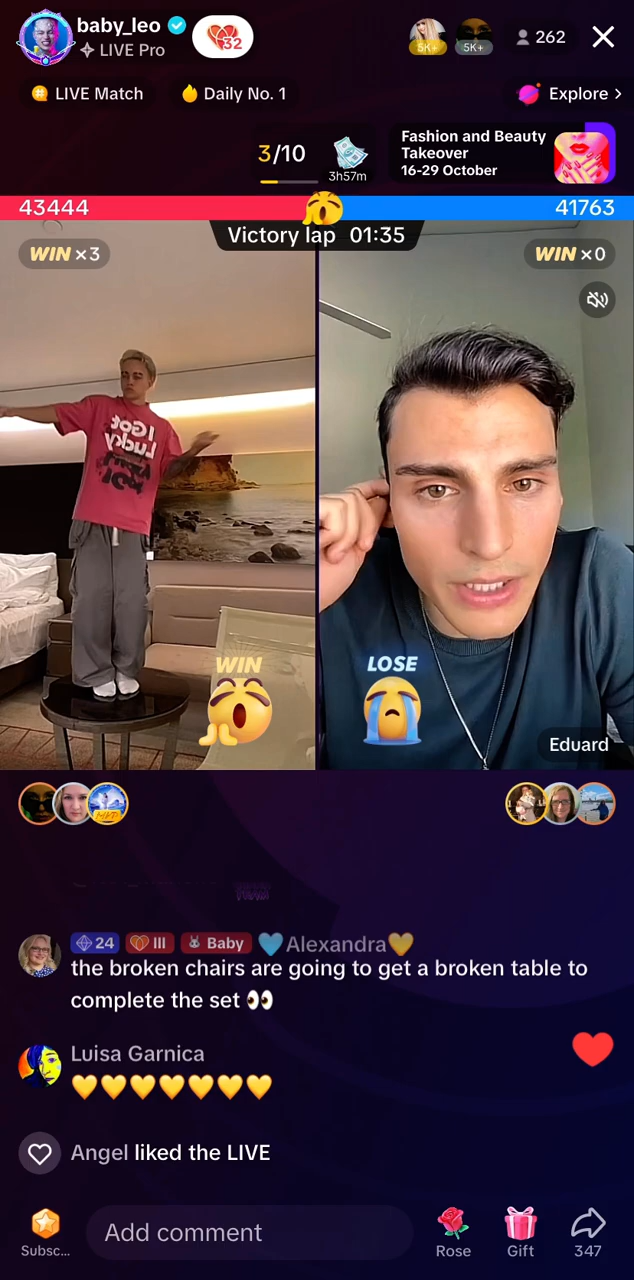 baby_leo
LIVE Pro
32
5K+
5K+
262
LIVE Match
Daily No. 1
Explore
3/10
3h57m
Fashion and Beauty
Takeover
16-29 October
43444
41763
Victory lap 01:35
WIN ×3
WIN ×0
I Got
Lucky
WIN
LOSE
Eduard
24 III Baby 🩵Alexandra💛
the broken chairs are going to get a broken table to
complete the set 👀
Luisa Garnica
💛💛💛💛💛💛💛
Angel liked the LIVE
Subsc...
Add comment
Rose
Gift
347